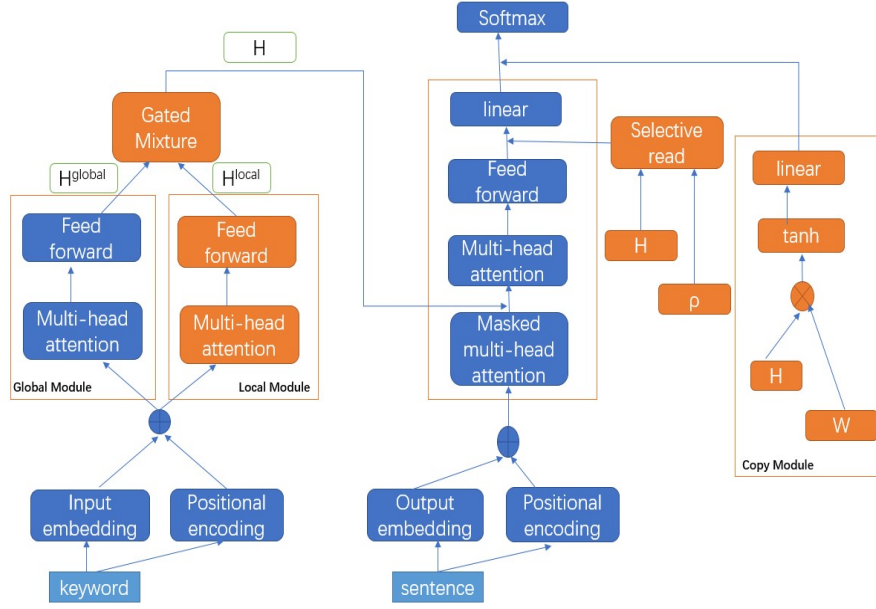 Softmax
H
linear
Gated
Mixture
Selective
read
linear
H^global
H^local
Feed
forward
Feed
forward
Feed
forward
tanh
H
Multi-head
attention
ρ
Multi-head
attention
Multi-head
attention
Masked
multi-head
attention
H
Global Module
Local Module
W
Copy Module
Input
embedding
Positional
encoding
Output
embedding
Positional
encoding
keyword
sentence